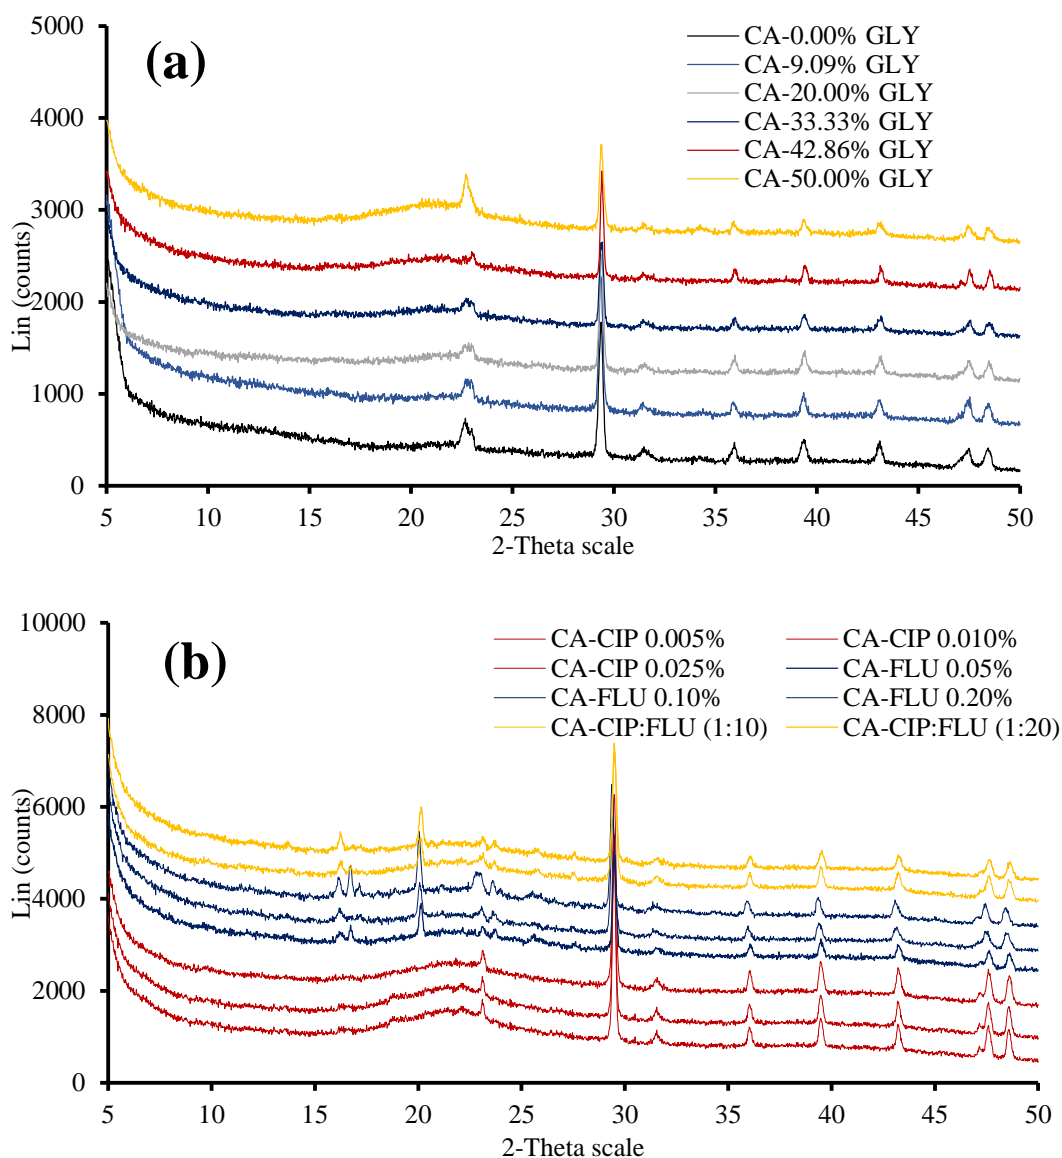 (a)
CA-0.00% GLY
CA-9.09% GLY
CA-20.00% GLY
CA-33.33% GLY
CA-42.86% GLY
CA-50.00% GLY
5000
4000
3000
2000
1000
0
Lin (counts)
5 10 15 20 25 30 35 40 45 50
2-Theta scale
(b)
CA-CIP 0.005% CA-CIP 0.010%
CA-CIP 0.025% CA-FLU 0.05%
CA-FLU 0.10% CA-FLU 0.20%
CA-CIP:FLU (1:10) CA-CIP:FLU (1:20)
10000
8000
6000
4000
2000
0
Lin (counts)
5 10 15 20 25 30 35 40 45 50
2-Theta scale